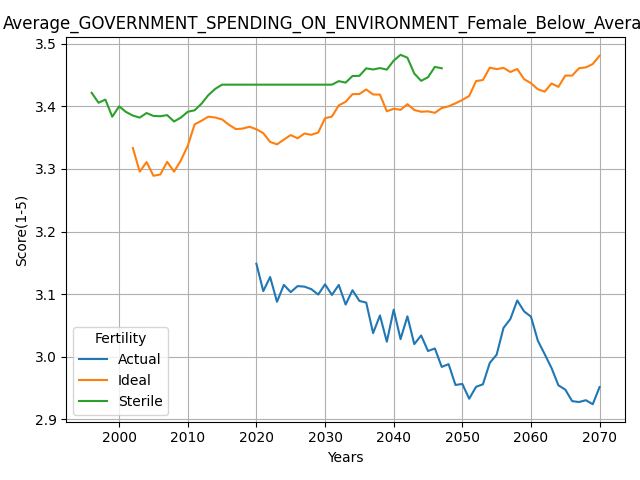 Average_GOVERNMENT_SPENDING_ON_ENVIRONMENT_Female_Below_Avera
3.5
3.4
3.3
3.2
3.1
3.0
2.9
Score(1-5)
Fertility
Actual
Ideal
Sterile
2000 2010 2020 2030 2040 2050 2060 2070
Years